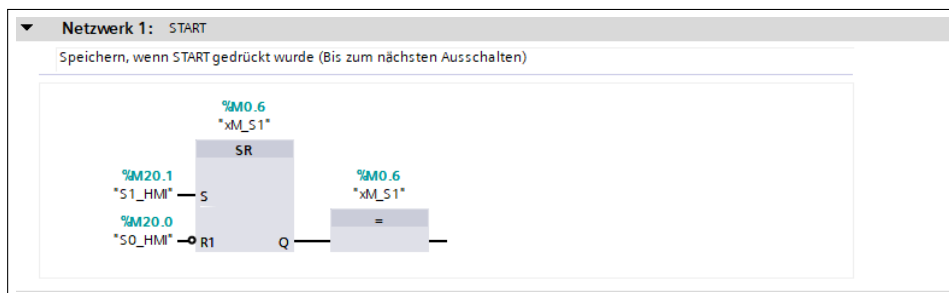 Netzwerk 1: START
Speichern, wenn START gedrückt wurde (Bis zum nächsten Ausschalten)
%M0.6
"xM_S1"
SR
%M20.1
"S1_HMI"
S
%M20.0
"S0_HMI"
R1
Q
%M0.6
"xM_S1"
=